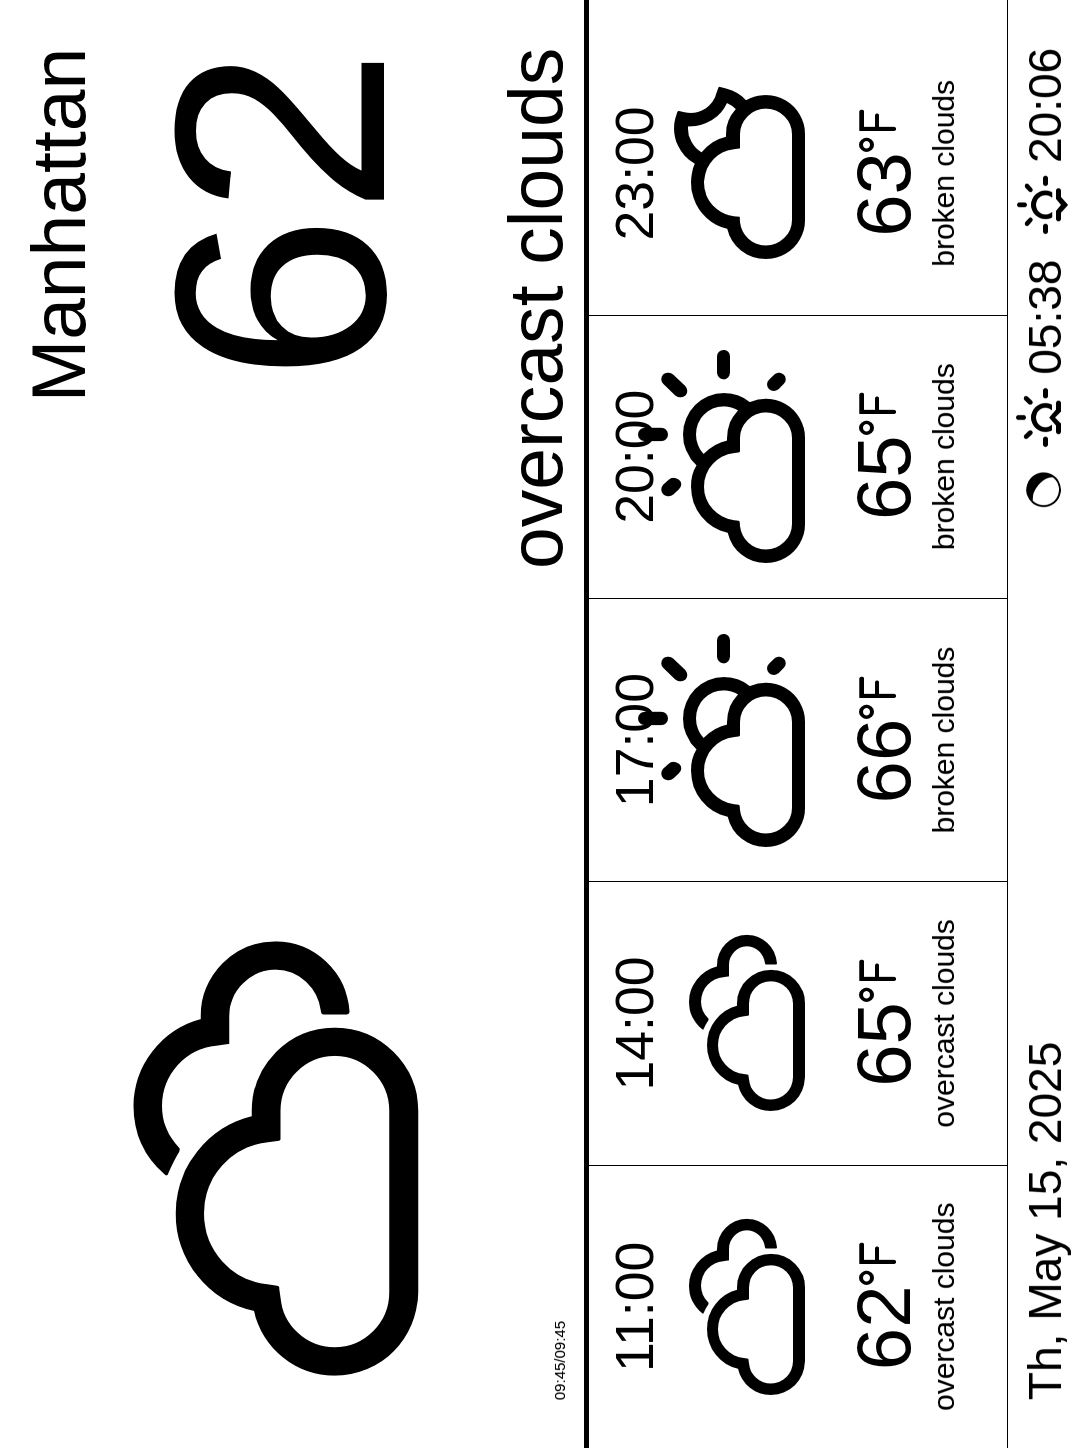 Manhattan
62
overcast clouds
09:45/09:45
11:00 14:00 17:00 20:00 23:00
62°F 65°F 66°F 65°F 63°F
overcast clouds overcast clouds broken clouds broken clouds broken clouds
Th, May 15, 2025 05:38 20:06